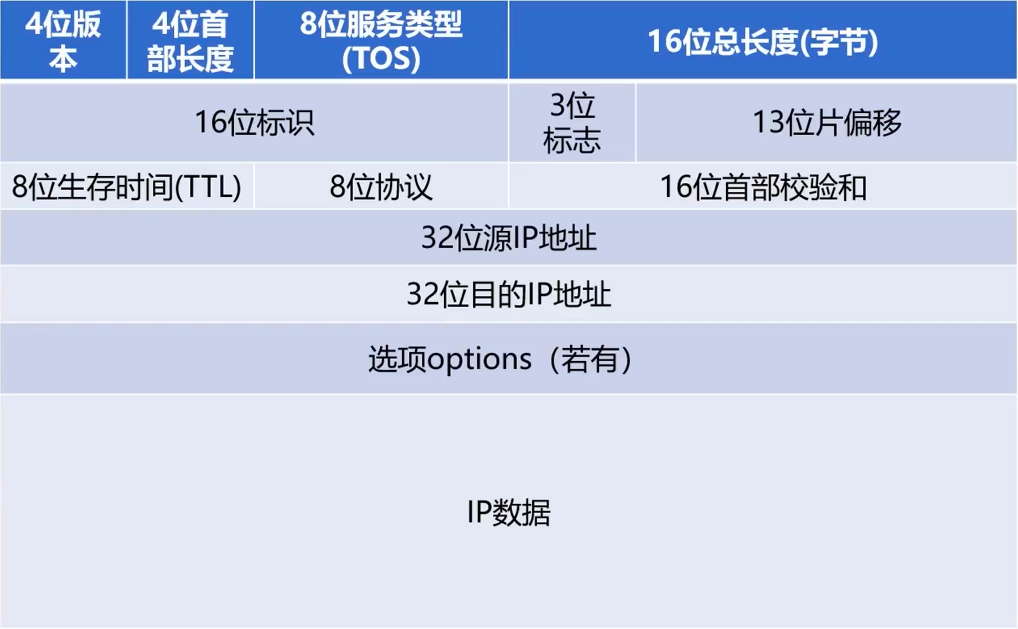 4位版
本
4位首
部长度
8位服务类型
(TOS)
16位总长度(字节)
16位标识
3位
标志
13位片偏移
8位生存时间(TTL)
8位协议
16位首部校验和
32位源IP地址
32位目的IP地址
选项options（若有）
IP数据